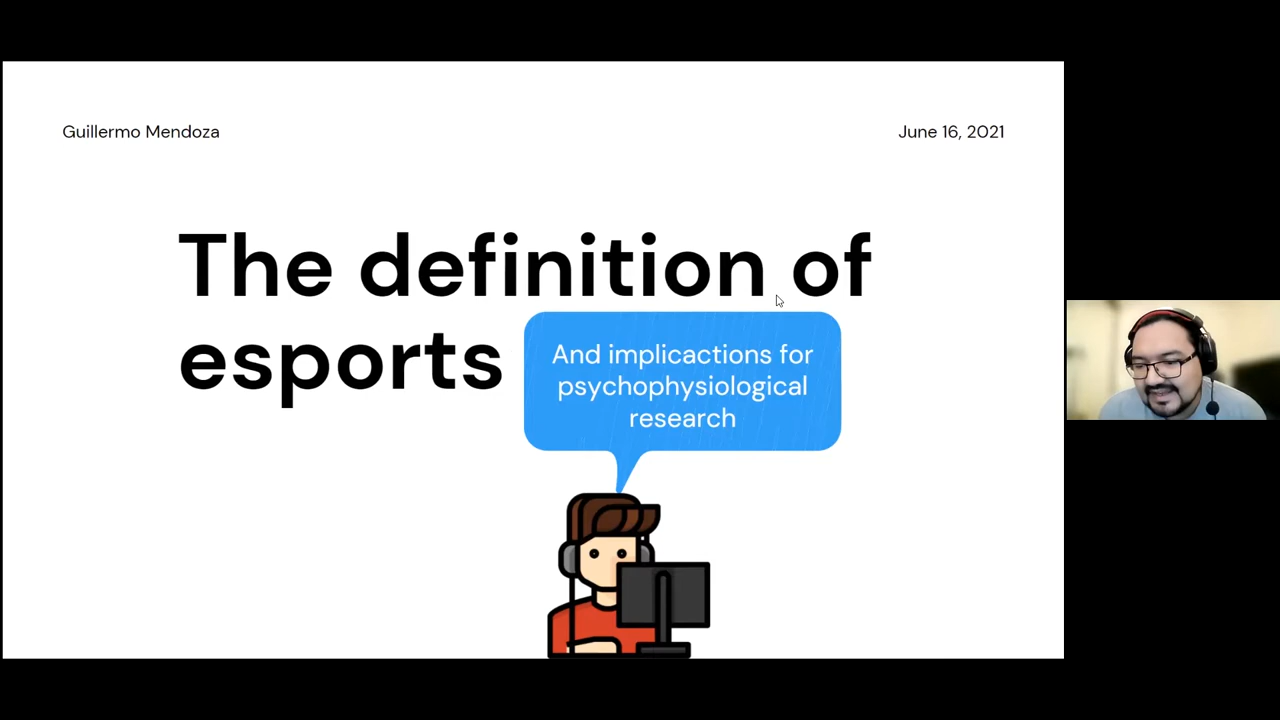 Guillermo Mendoza
June 16, 2021
The definition of
esports
And implicactions for
psychophysiological
research